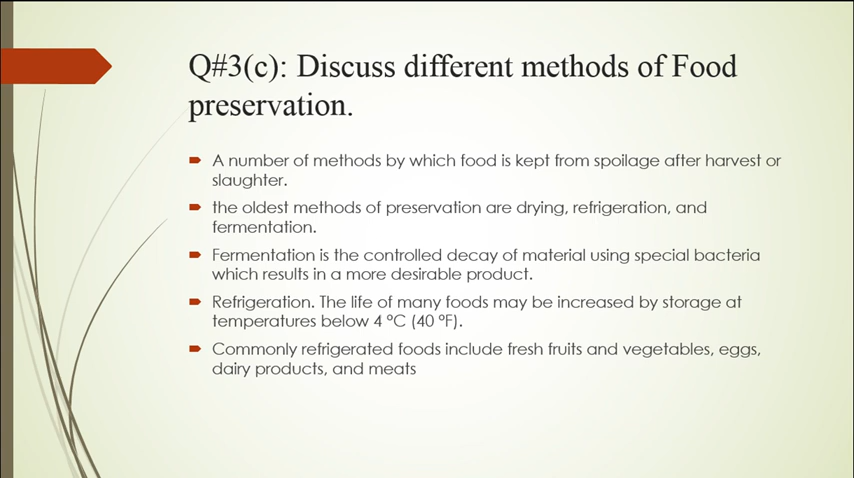 Q#3(c): Discuss different methods of Food
preservation.
A number of methods by which food is kept from spoilage after harvest or
slaughter.
the oldest methods of preservation are drying, refrigeration, and
fermentation.
Fermentation is the controlled decay of material using special bacteria
which results in a more desirable product.
Refrigeration. The life of many foods may be increased by storage at
temperatures below 4 °C (40 °F).
Commonly refrigerated foods include fresh fruits and vegetables, eggs,
dairy products, and meats